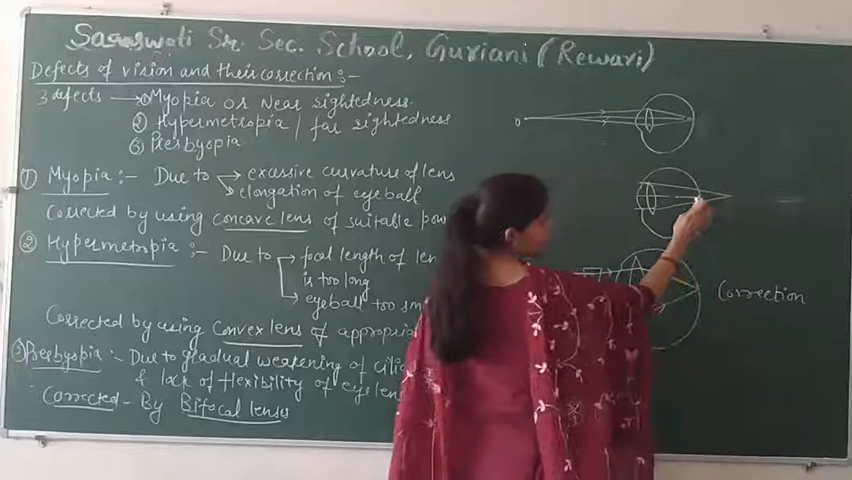 Saraswati Sr. Sec. School, Guriani (Rewari)
Defects of vision and their correction :-
3 defects → ① Myopia or Near sightedness
② Hypermetropia / far sightedness
③ Presbyopia
① Myopia :- Due to → excessive curvature of lens
→ elongation of eyeball
Corrected by using concave lens of suitable
② Hypermetropia :- Due to → focal length of
is too long
→ eyeball too
Corrected by using Convex lens of
③ Presbyopia :- Due to gradual weakening of
& lack of flexibility of eye
Corrected - By Bifocal lenses
O
Correction